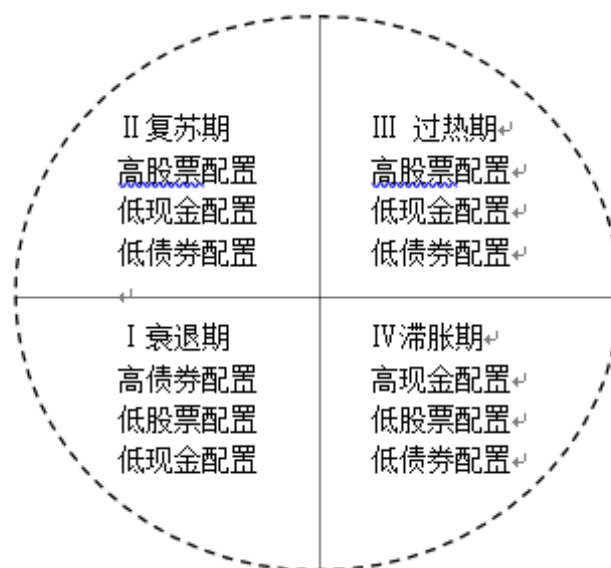 Ⅱ复苏期
高股票配置
低现金配置
低债券配置
Ⅲ 过热期
高股票配置
低现金配置
低债券配置
Ⅰ衰退期
高债券配置
低股票配置
低现金配置
Ⅳ滞胀期
高现金配置
低股票配置
低债券配置